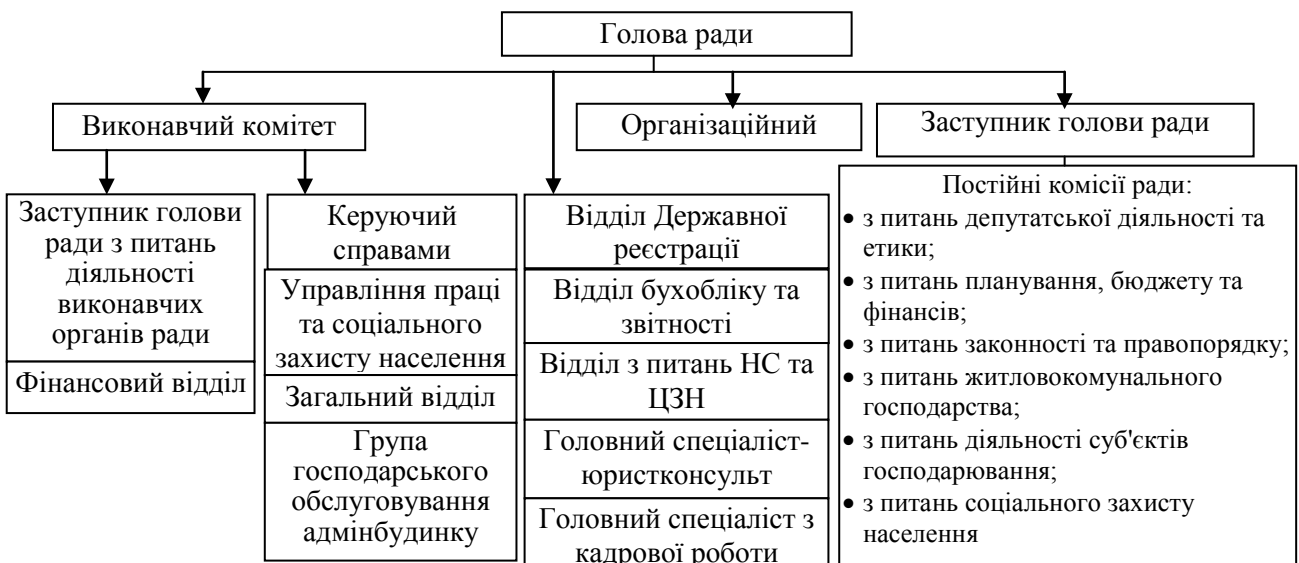 Голова ради
Виконавчий комітет
Організаційний
Заступник голови ради
Заступник голови
ради з питань
діяльності
виконавчих
органів ради
Фінансовий відділ
Керуючий
справами
Управління праці
та соціального
захисту населення
Загальний відділ
Група
господарського
обслуговування
адмінбудинку
Відділ Державної
реєстрації
Відділ бухобліку та
звітності
Відділ з питань НС та
ЦЗН
Головний спеціаліст-
юристконсульт
Головний спеціаліст з
кадрової роботи
Постійні комісії ради:
• з питань депутатської діяльності та
етики;
• з питань планування, бюджету та
фінансів;
• з питань законності та правопорядку;
• з питань житловокомунального
господарства;
• з питань діяльності суб'єктів
господарювання;
• з питань соціального захисту
населення